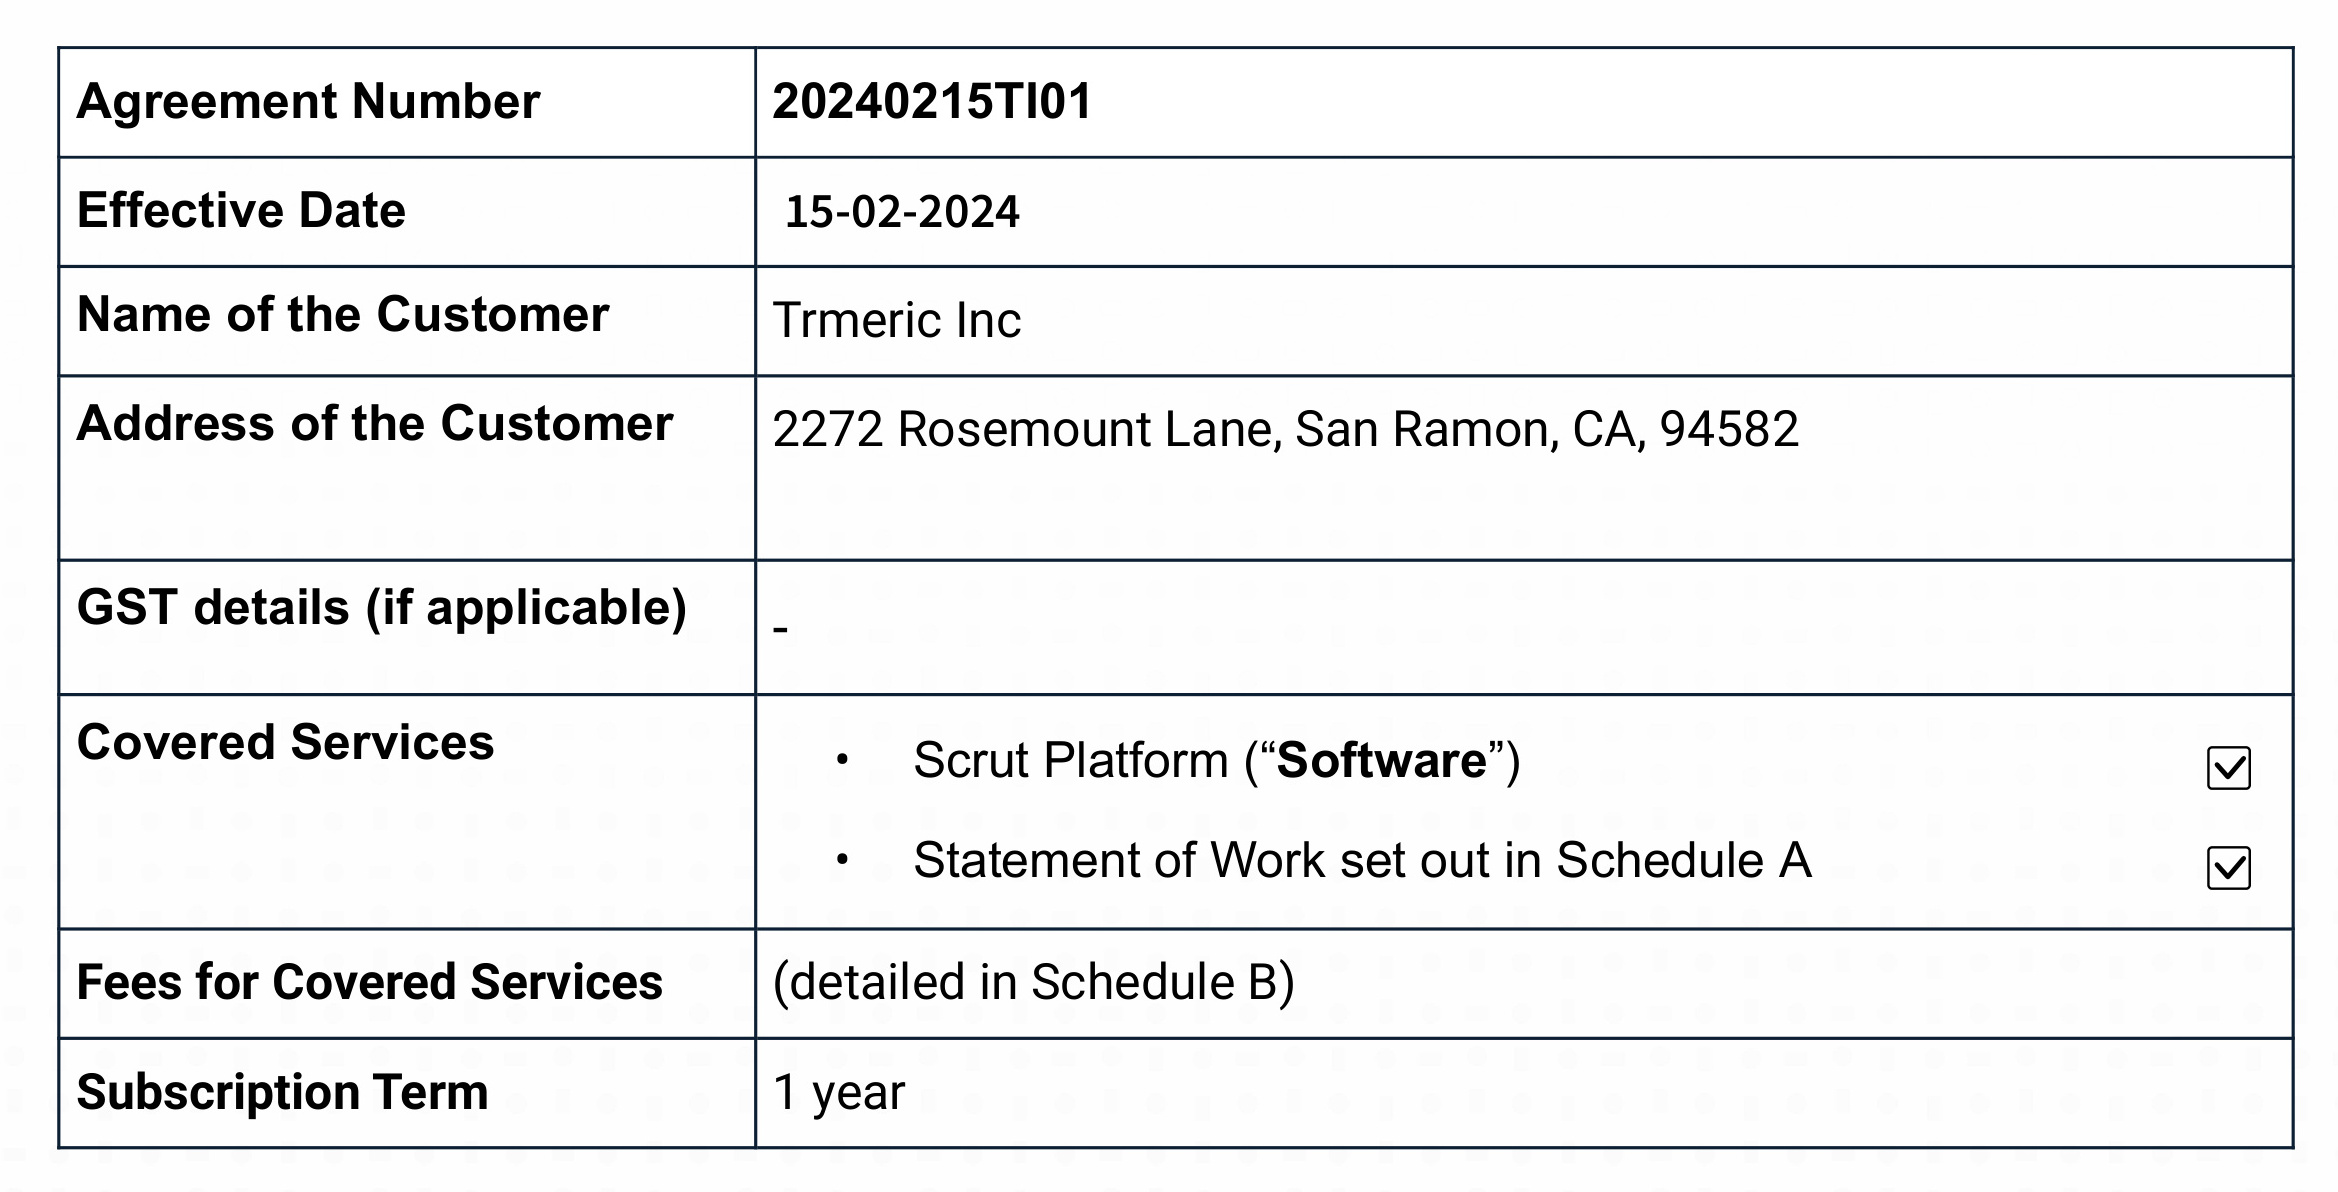 Agreement Number 20240215TI01
Effective Date 15-02-2024
Name of the Customer Trmeric Inc
Address of the Customer 2272 Rosemount Lane, San Ramon, CA, 94582
GST details (if applicable) -
Covered Services
• Scrut Platform (“Software”) ☑
• Statement of Work set out in Schedule A ☑
Fees for Covered Services (detailed in Schedule B)
Subscription Term 1 year